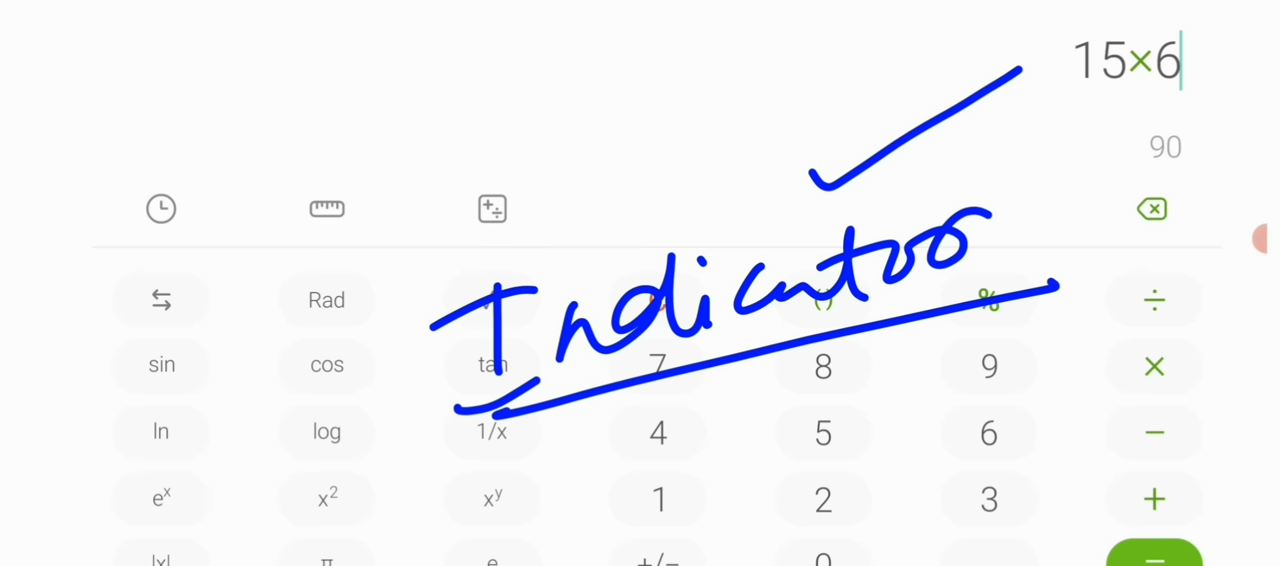 15×6
90
Indicator
Rad
()
%
÷
sin
cos
tan
7
8
9
×
ln
log
1/x
4
5
6
−
eˣ
x²
xʸ
1
2
3
+
|x|
π
e
+/−
0
=